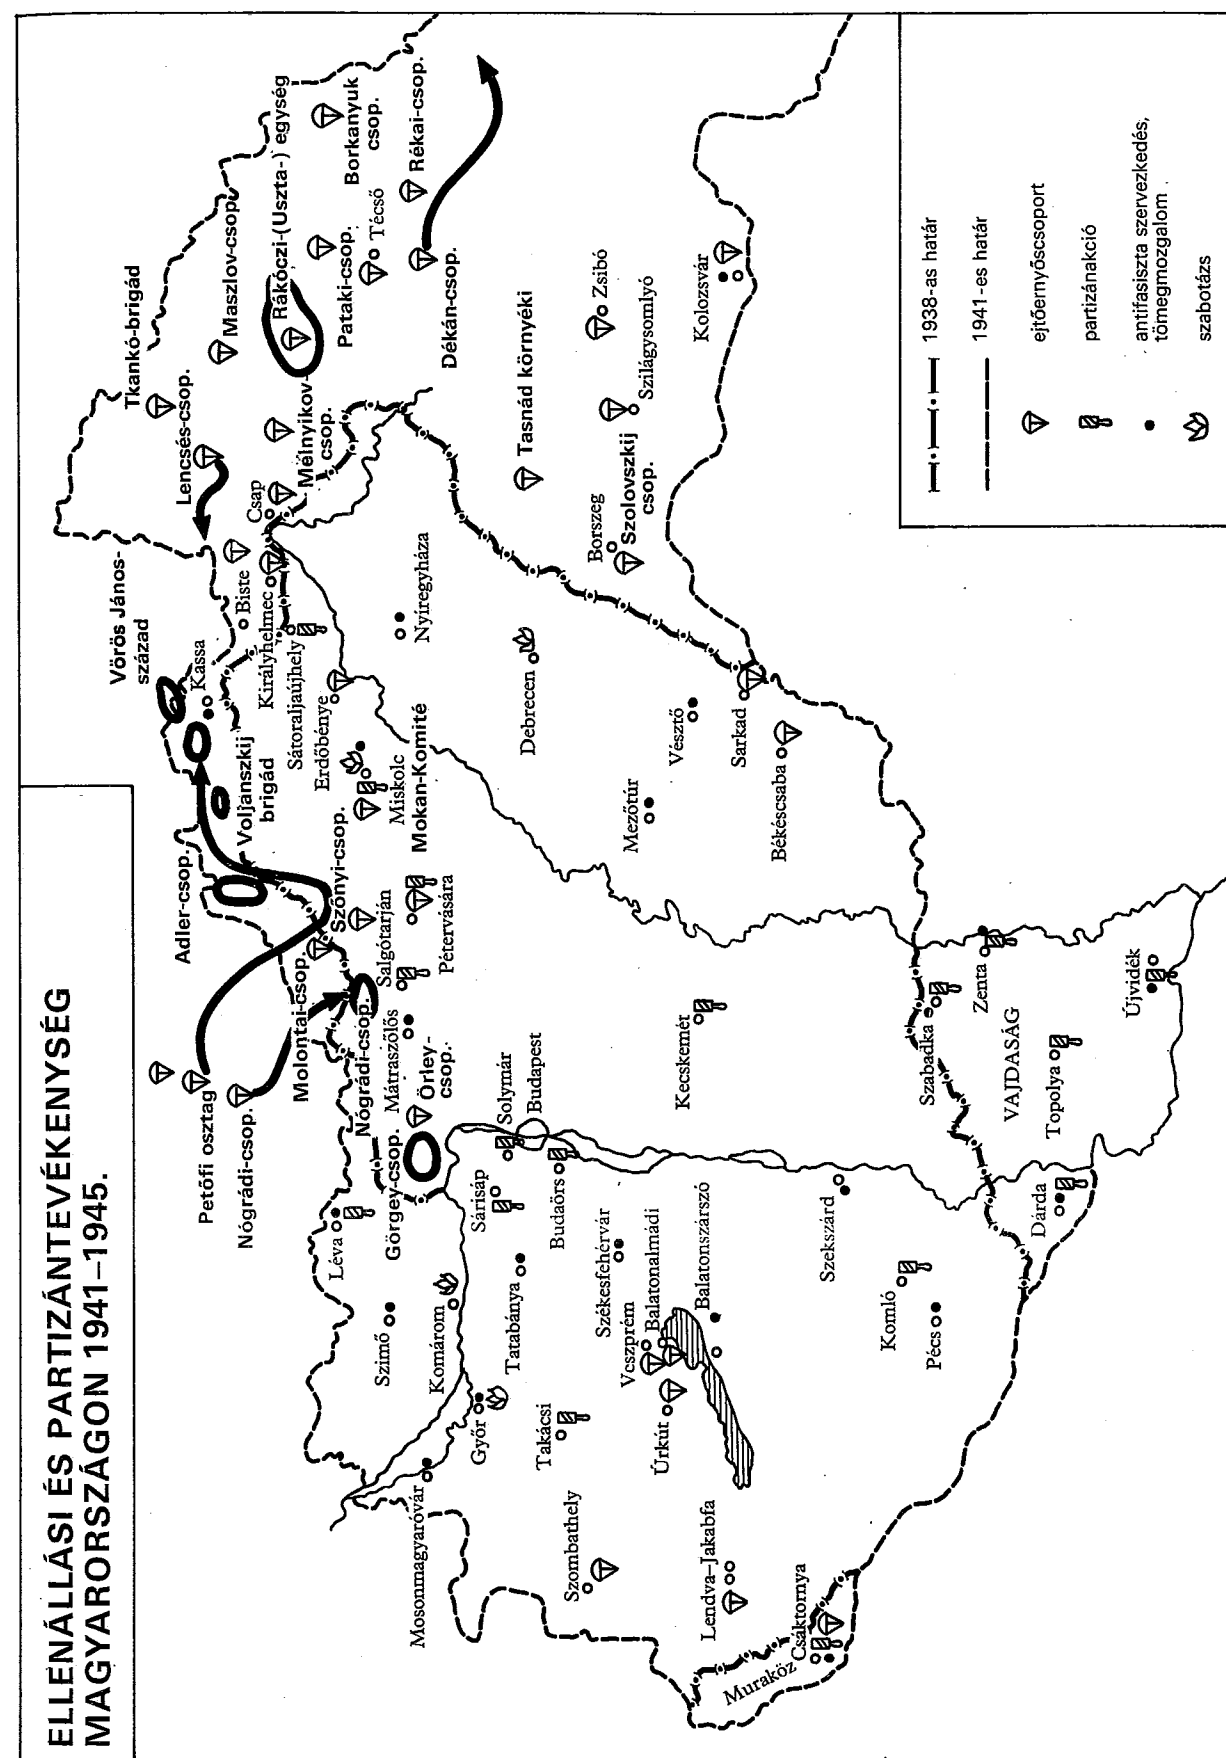 ELLENÁLLÁSI ÉS PARTIZÁNTEVÉKENYSÉG
MAGYARORSZÁGON 1941–1945.
Tkankó-brigád
Lencsés-csop.
Maszlov-csop.
Rákóczi-(Uszta-) egység
Borkanyuk
csop.
Pataki-csop.
Técső
Rékai-csop.
Dékán-csop.
Melnyikov-
csop.
Csap
Vörös János-
század
Kassa
Biste
Királyhelmec
Sátoraljaújhely
Erdőbénye
Voljanszkij
brigád
Adler-csop.
Miskolc
Mokan-Komité
Szőnyi-csop.
Salgótarján
Pétervására
Molontai-csop.
Nógrádi-csop.
Mátraszőlős
Petőfi osztag
Nógrádi-csop.
Görgey-csop.
Örley-
csop.
Léva
Szimő
Komárom
Győr
Mosonmagyaróvár
Solymár
Budapest
Sárisáp
Budaörs
Tatabánya
Székesfehérvár
Takácsi
Veszprém
Balatonalmádi
Balatonszárszó
Úrkút
Szombathely
Lendva–Jakabfa
Muraköz
Csáktornya
Nyíregyháza
Debrecen
Tasnád környéki
Zsibó
Szilágysomlyó
Borszeg
Szolovszkij
csop.
Kolozsvár
Vésztő
Sarkad
Mezőtúr
Békéscsaba
Kecskemét
Szekszárd
Komló
Pécs
Szabadka
Zenta
VAJDASÁG
Topolya
Újvidék
Dárda
1938-as határ
1941-es határ
ejtőernyőscsoport
partizánakció
antifasiszta szervezkedés,
tömegmozgalom
szabotázs